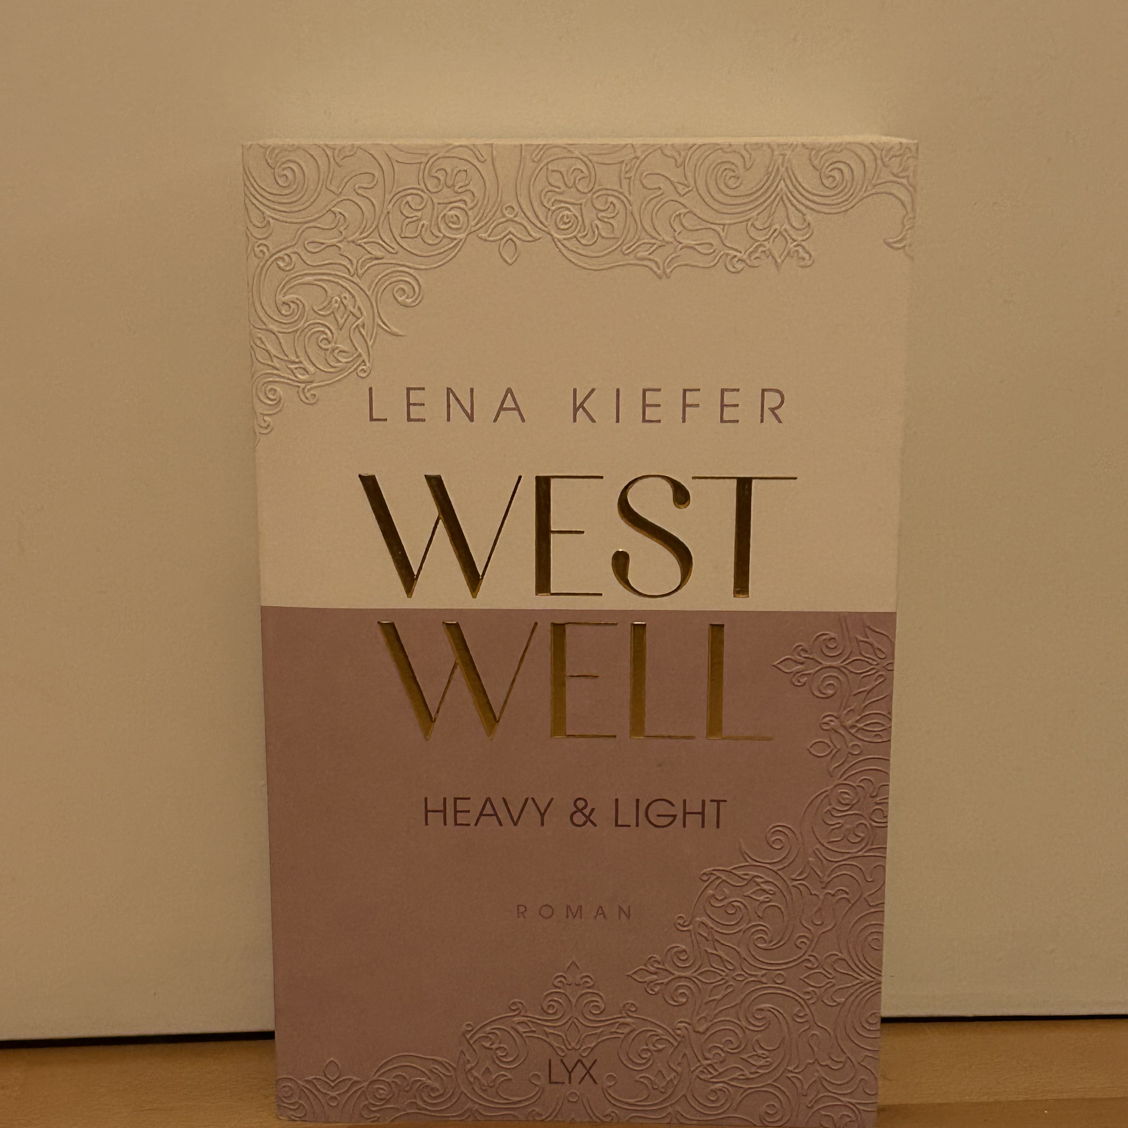 LENA KIEFER
WEST
WELL
HEAVY & LIGHT
ROMAN
LYX